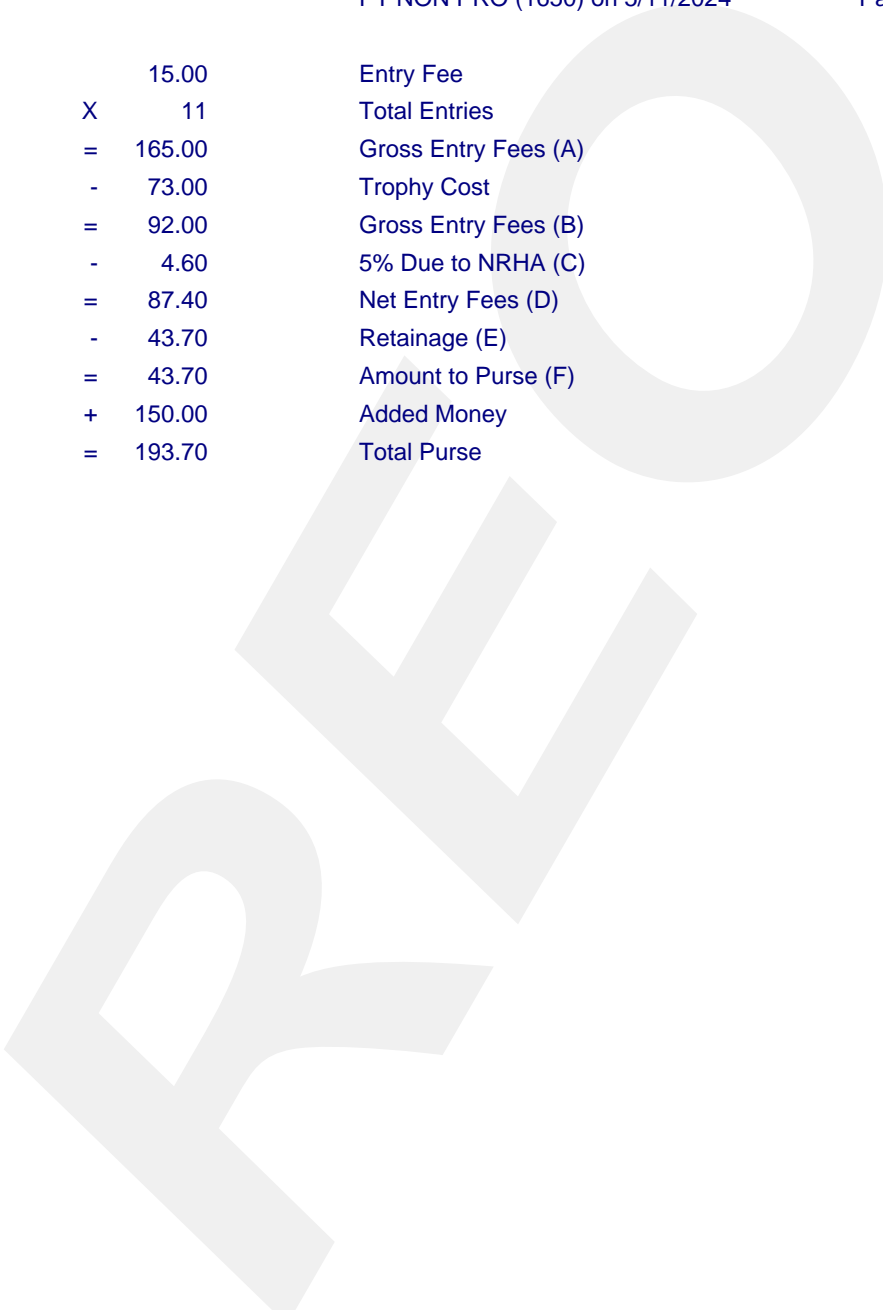 15.00 Entry Fee
X 11 Total Entries
= 165.00 Gross Entry Fees (A)
- 73.00 Trophy Cost
= 92.00 Gross Entry Fees (B)
- 4.60 5% Due to NRHA (C)
= 87.40 Net Entry Fees (D)
- 43.70 Retainage (E)
= 43.70 Amount to Purse (F)
+ 150.00 Added Money
= 193.70 Total Purse
REO